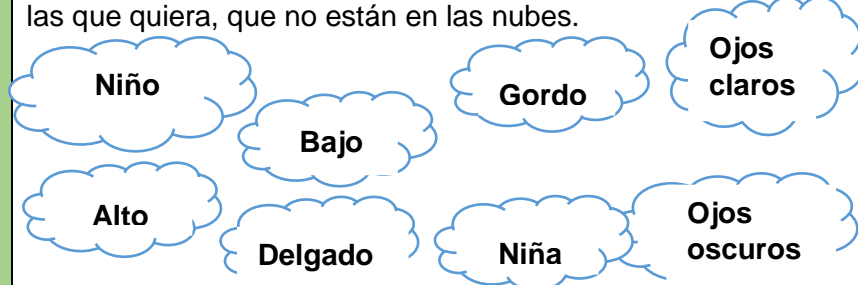 las que quiera, que no están en las nubes.
Niño
Bajo
Gordo
Ojos
claros
Alto
Delgado
Niña
Ojos
oscuros